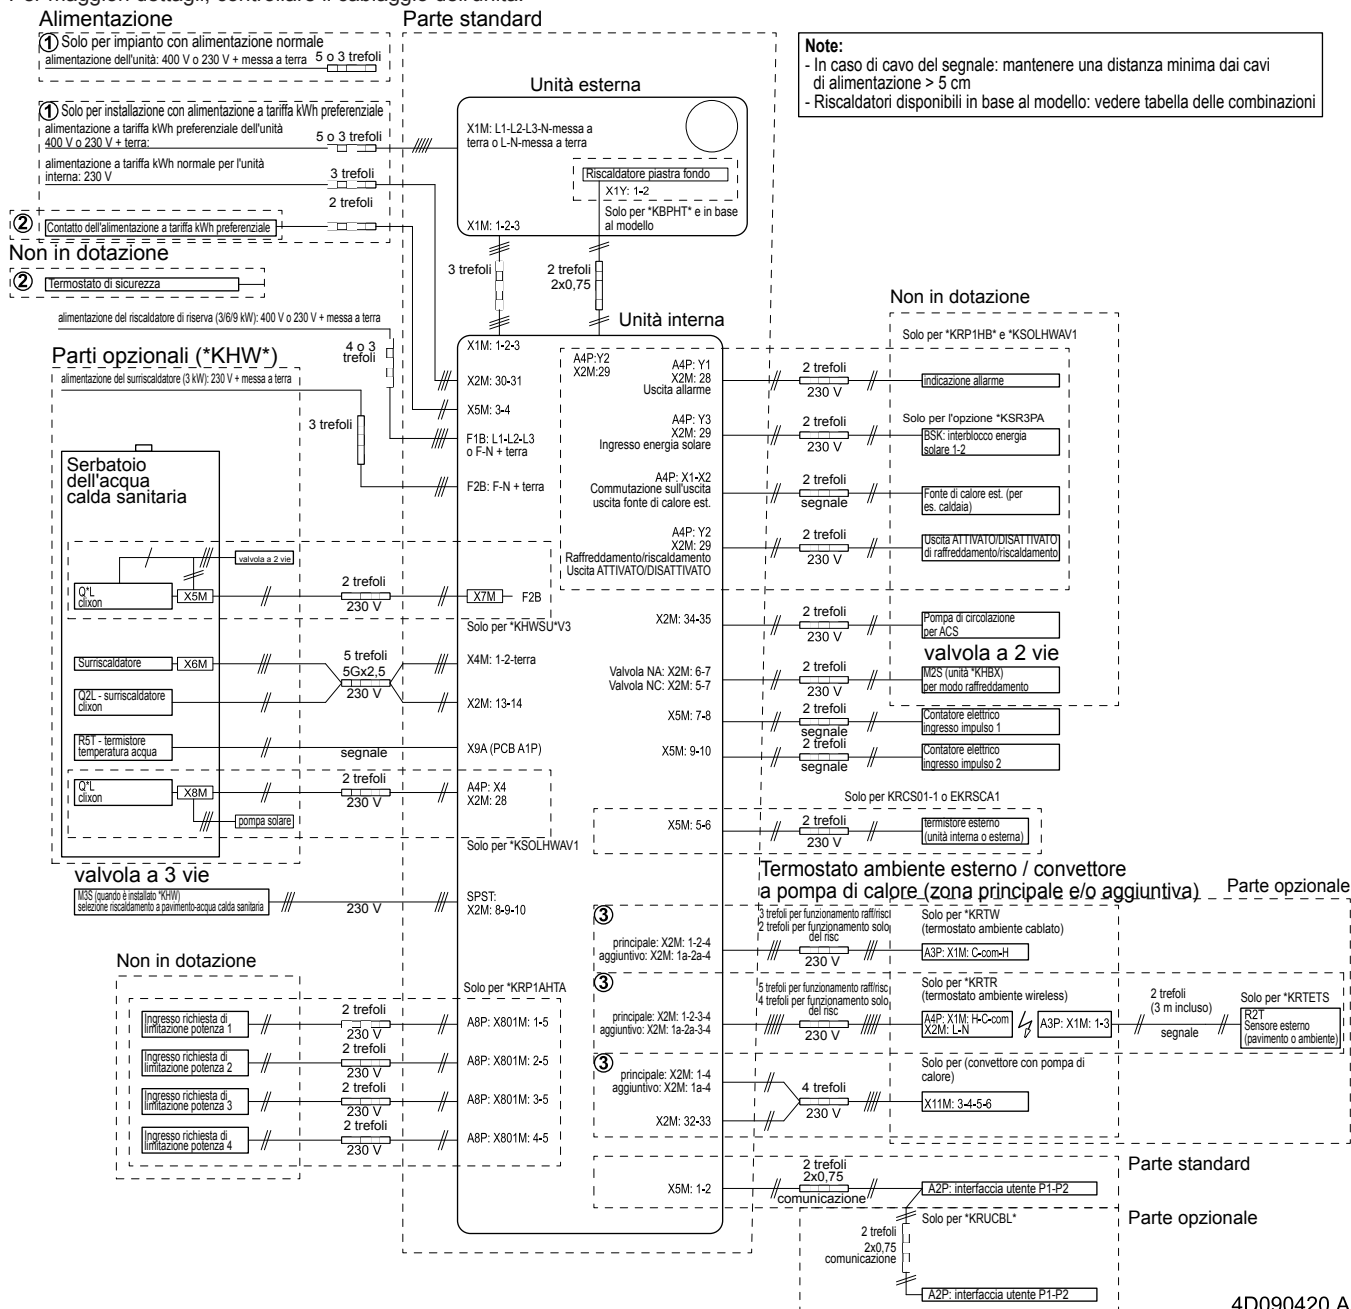 Per maggiori dettagli, controllare il cablaggio dell'unità.
Alimentazione
Parte standard
① Solo per impianto con alimentazione normale
alimentazione dell'unità: 400 V o 230 V + messa a terra
5 o 3 trefoli
Note:
- In caso di cavo del segnale: mantenere una distanza minima dai cavi
di alimentazione > 5 cm
- Riscaldatori disponibili in base al modello: vedere tabella delle combinazioni
① Solo per installazione con alimentazione a tariffa kWh preferenziale
alimentazione a tariffa kWh preferenziale dell'unità
400 V o 230 V + terra:
5 o 3 trefoli
alimentazione a tariffa kWh normale per l'unità
interna: 230 V
3 trefoli
2 trefoli
② Contatto dell'alimentazione a tariffa kWh preferenziale
Non in dotazione
② Termostato di sicurezza
Unità esterna
X1M: L1-L2-L3-N-messa a
terra o L-N-messa a terra
Riscaldatore piastra fondo
X1Y: 1-2
Solo per *KBPHT* e in base
al modello
X1M: 1-2-3
3 trefoli
2 trefoli
2x0,75
Unità interna
alimentazione del riscaldatore di riserva (3/6/9 kW): 400 V o 230 V + messa a terra
4 o 3
trefoli
Parti opzionali (*KHW*)
alimentazione del surriscaldatore (3 kW): 230 V + messa a terra
3 trefoli
X1M: 1-2-3
X2M: 30-31
X5M: 3-4
F1B: L1-L2-L3
o F-N + terra
F2B: F-N + terra
Serbatoio
dell'acqua
calda sanitaria
valvola a 2 vie
Q*L
clixon
X5M
2 trefoli
230 V
X7M
F2B
Solo per *KHWSU*V3
Surriscaldatore
X6M
5 trefoli
5Gx2,5
230 V
X4M: 1-2-terra
Q2L - surriscaldatore
clixon
X2M: 13-14
R5T - termistore
temperatura acqua
segnale
X9A (PCB A1P)
Q*L
clixon
X8M
2 trefoli
230 V
A4P: X4
X2M: 28
pompa solare
Solo per *KSOLHWAV1
valvola a 3 vie
M3S (quando è installato *KHW)
selezione riscaldamento a pavimento-acqua calda sanitaria
230 V
SPST:
X2M: 8-9-10
Non in dotazione
Solo per *KRP1AHTA
Ingresso richiesta di
limitazione potenza 1
2 trefoli
230 V
A8P: X801M: 1-5
Ingresso richiesta di
limitazione potenza 2
2 trefoli
230 V
A8P: X801M: 2-5
Ingresso richiesta di
limitazione potenza 3
2 trefoli
230 V
A8P: X801M: 3-5
Ingresso richiesta di
limitazione potenza 4
2 trefoli
230 V
A8P: X801M: 4-5
Non in dotazione
Solo per *KRP1HB* e *KSOLHWAV1
A4P:Y2
X2M:29
A4P: Y1
X2M: 28
Uscita allarme
2 trefoli
230 V
indicazione allarme
Solo per l'opzione *KSR3PA
A4P: Y3
X2M: 29
Ingresso energia solare
2 trefoli
230 V
BSK: interblocco energia
solare 1-2
A4P: X1-X2
Commutazione sull'uscita
uscita fonte di calore est.
2 trefoli
segnale
Fonte di calore est. (per
es. caldaia)
A4P: Y2
X2M: 29
Raffreddamento/riscaldamento
Uscita ATTIVATO/DISATTIVATO
2 trefoli
230 V
Uscita ATTIVATO/DISATTIVATO
di raffreddamento/riscaldamento
X2M: 34-35
2 trefoli
230 V
Pompa di circolazione
per ACS
valvola a 2 vie
Valvola NA: X2M: 6-7
Valvola NC: X2M: 5-7
2 trefoli
230 V
M2S (unità *KHBX)
per modo raffreddamento
X5M: 7-8
2 trefoli
segnale
Contatore elettrico
ingresso impulso 1
X5M: 9-10
2 trefoli
segnale
Contatore elettrico
ingresso impulso 2
Solo per KRCS01-1 o EKRSCA1
X5M: 5-6
2 trefoli
230 V
termistore esterno
(unità interna o esterna)
Termostato ambiente esterno / convettore
a pompa di calore (zona principale e/o aggiuntiva)
Parte opzionale
③
principale: X2M: 1-2-4
aggiuntivo: X2M: 1a-2a-4
3 trefoli per funzionamento raff/risc
2 trefoli per funzionamento solo
del risc
230 V
Solo per *KRTW
(termostato ambiente cablato)
A3P: X1M: C-com-H
③
principale: X2M: 1-2-3-4
aggiuntivo: X2M: 1a-2a-3-4
5 trefoli per funzionamento raff/risc
4 trefoli per funzionamento solo
del risc
230 V
Solo per *KRTR
(termostato ambiente wireless)
A4P: X1M: H-C-com
X2M: L-N
A3P: X1M: 1-3
2 trefoli
(3 m incluso)
segnale
Solo per *KRTETS
R2T
Sensore esterno
(pavimento o ambiente)
③
principale: X2M: 1-4
aggiuntivo: X2M: 1a-4
X2M: 32-33
4 trefoli
230 V
Solo per (convettore con pompa di
calore)
X11M: 3-4-5-6
X5M: 1-2
2 trefoli
2x0,75
comunicazione
A2P: interfaccia utente P1-P2
Parte standard
Parte opzionale
Solo per *KRUCBL*
2 trefoli
2x0,75
comunicazione
A2P: interfaccia utente P1-P2
4D090420 A